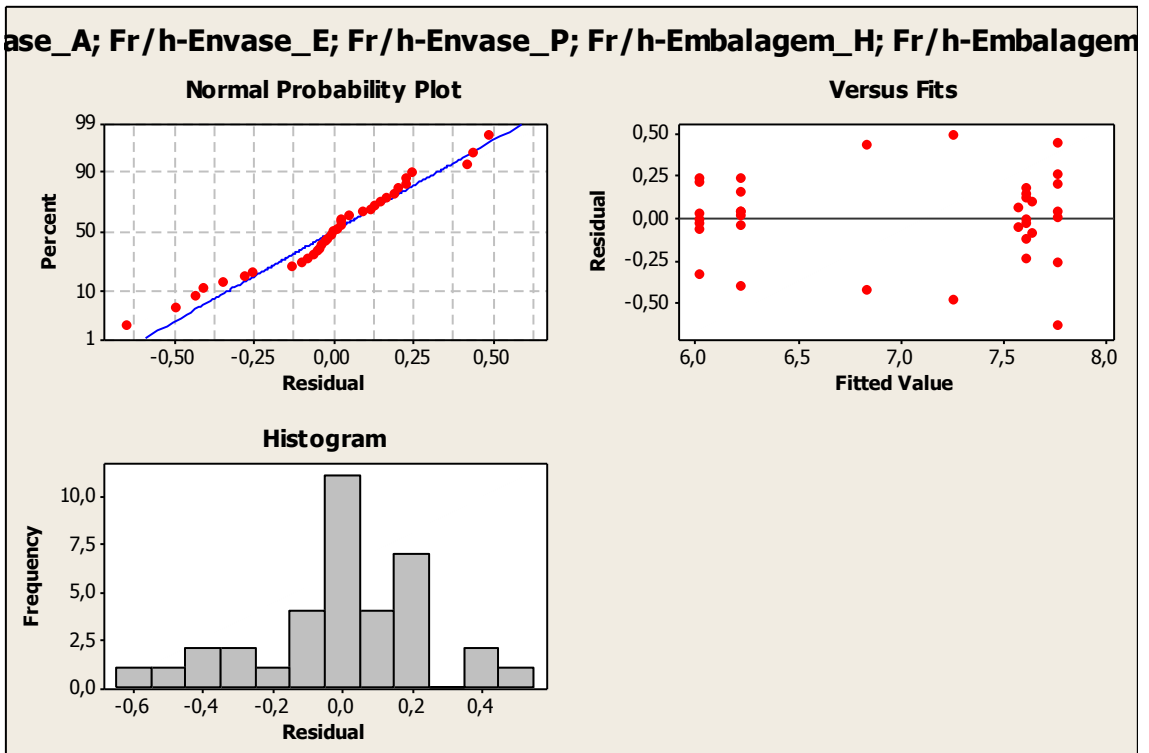 ase_A; Fr/h-Envase_E; Fr/h-Envase_P; Fr/h-Embalagem_H; Fr/h-Embalagem
Normal Probability Plot
99
90
50
10
1
Percent
-0,50 -0,25 0,00 0,25 0,50
Residual
Versus Fits
0,50
0,25
0,00
-0,25
-0,50
Residual
6,0 6,5 7,0 7,5 8,0
Fitted Value
Histogram
10,0
7,5
5,0
2,5
0,0
Frequency
-0,6 -0,4 -0,2 0,0 0,2 0,4
Residual